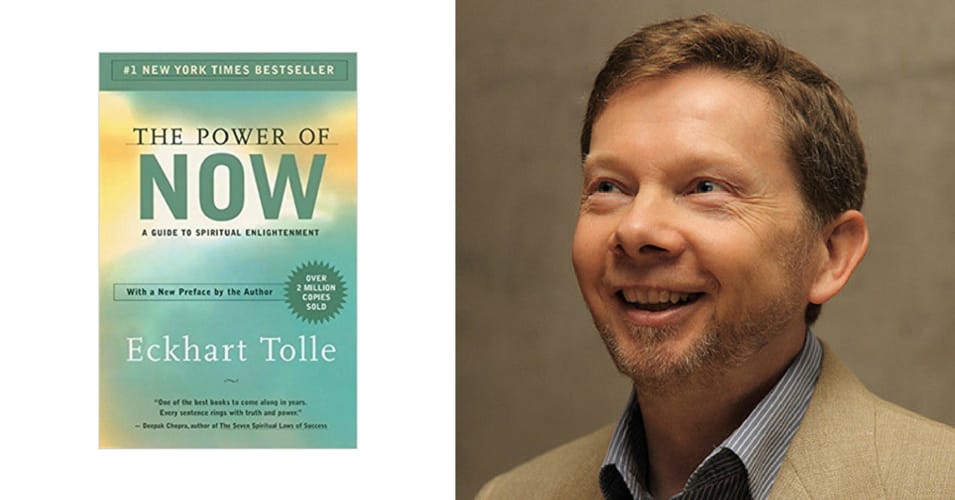 #1 NEW YORK TIMES BESTSELLER
THE POWER OF
NOW
A GUIDE TO SPIRITUAL ENLIGHTENMENT
With a New Preface by the Author
OVER
2 MILLION
COPIES
SOLD
Eckhart Tolle
"One of the best books to come along in years.
Every sentence rings with truth and power."
— Deepak Chopra, author of The Seven Spiritual Laws of Success